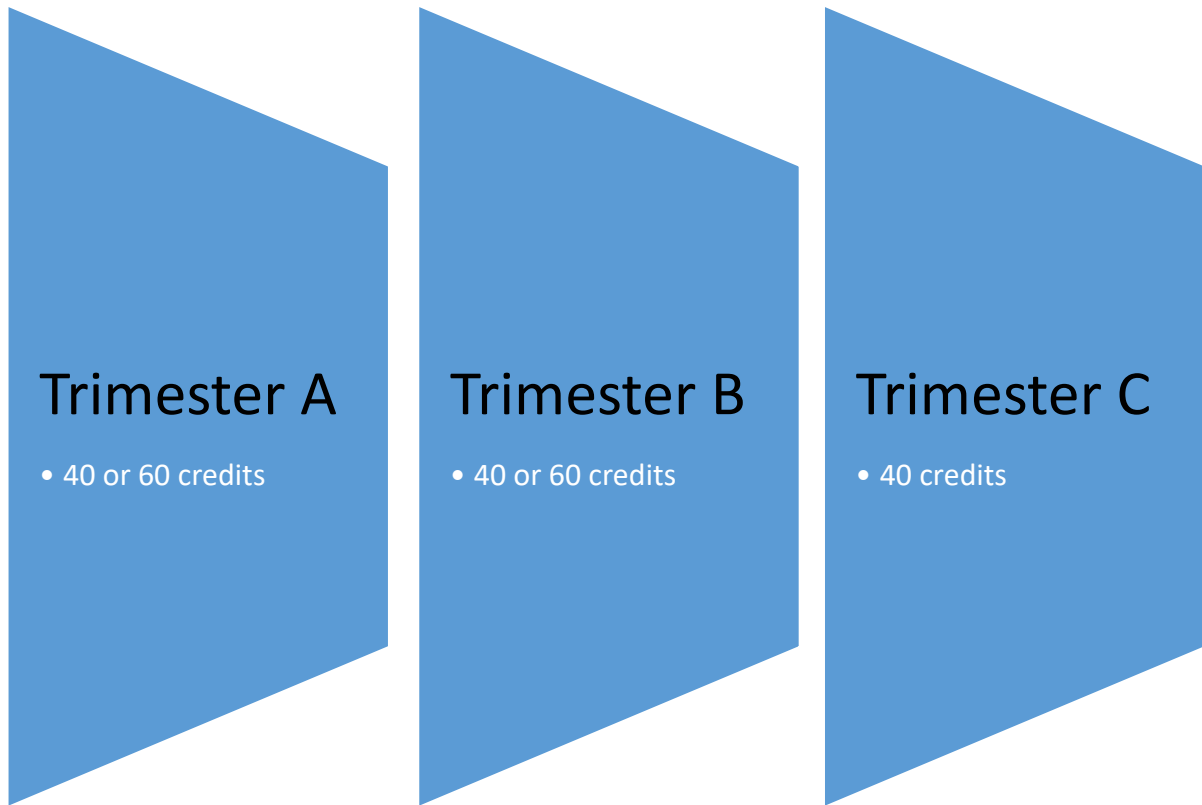 Trimester A
• 40 or 60 credits
Trimester B
• 40 or 60 credits
Trimester C
• 40 credits